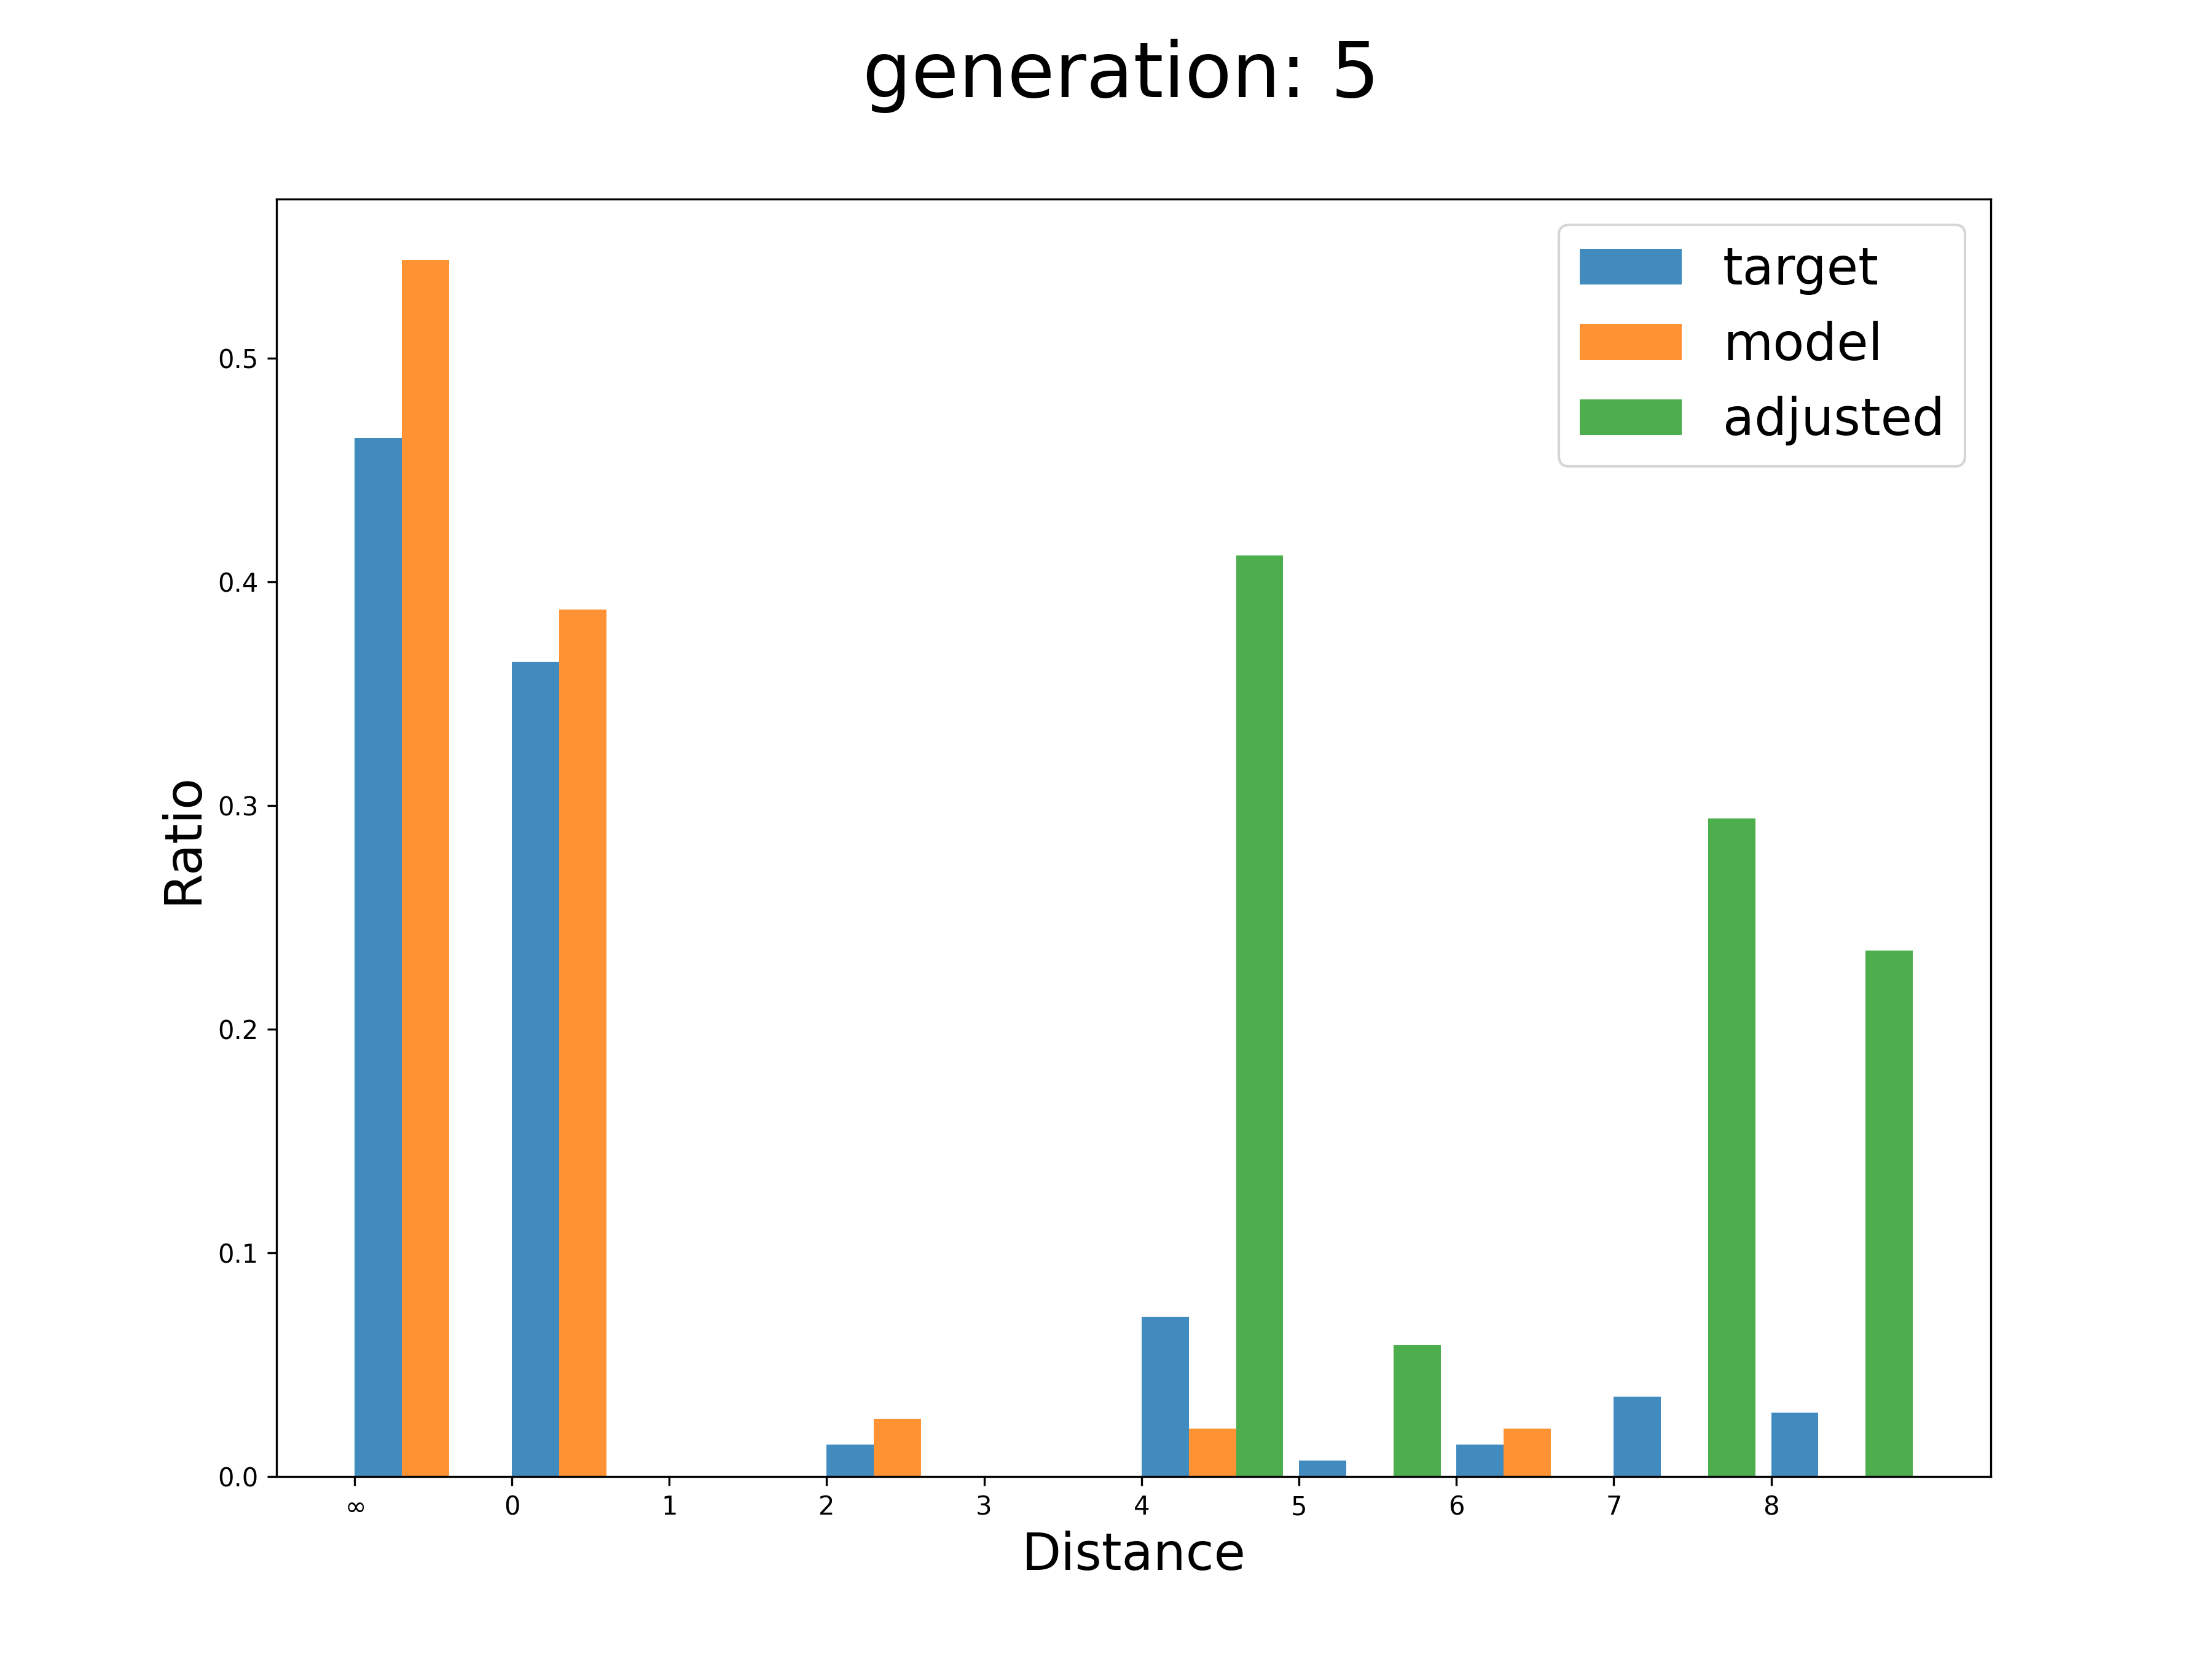 generation: 5
target
model
adjusted
0.5
0.4
0.3
0.2
0.1
0.0
Ratio
∞ 0 1 2 3 4 5 6 7 8
Distance